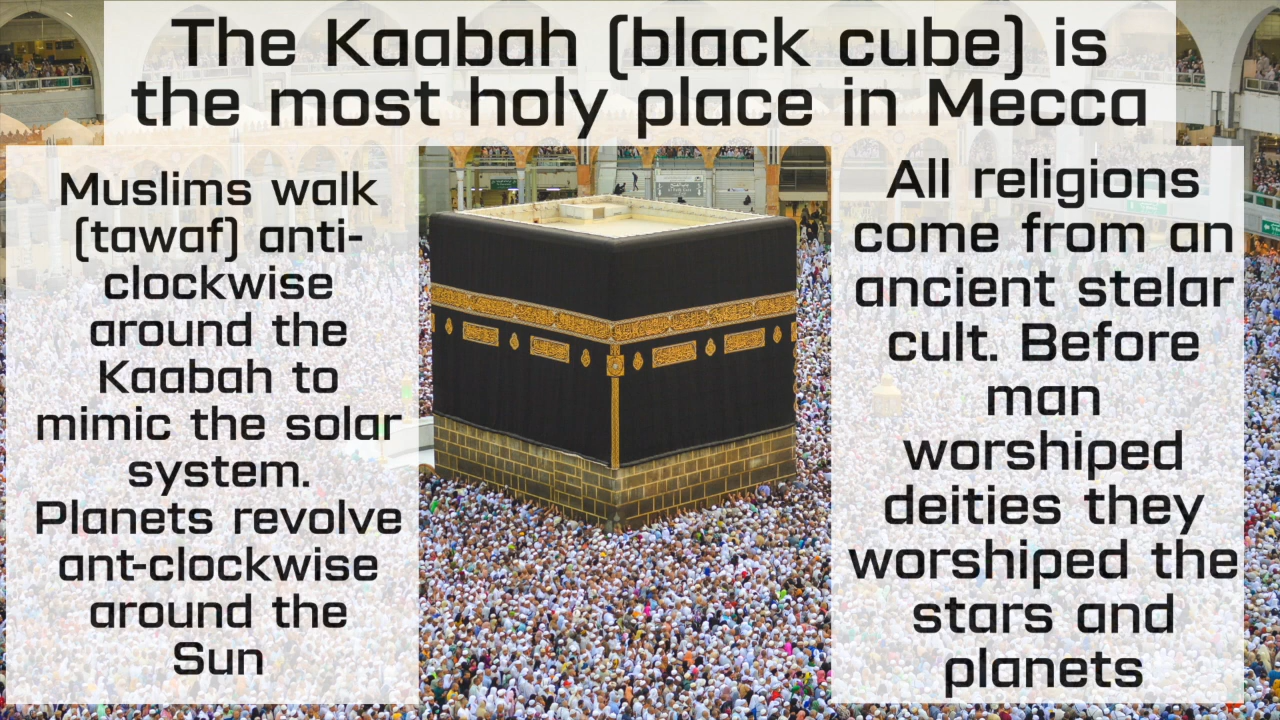 The Kaabah (black cube) is
the most holy place in Mecca
Muslims walk
(tawaf) anti-
clockwise
around the
Kaabah to
mimic the solar
system.
Planets revolve
ant-clockwise
around the
Sun
All religions
come from an
ancient stelar
cult. Before
man
worshiped
deities they
worshiped the
stars and
planets